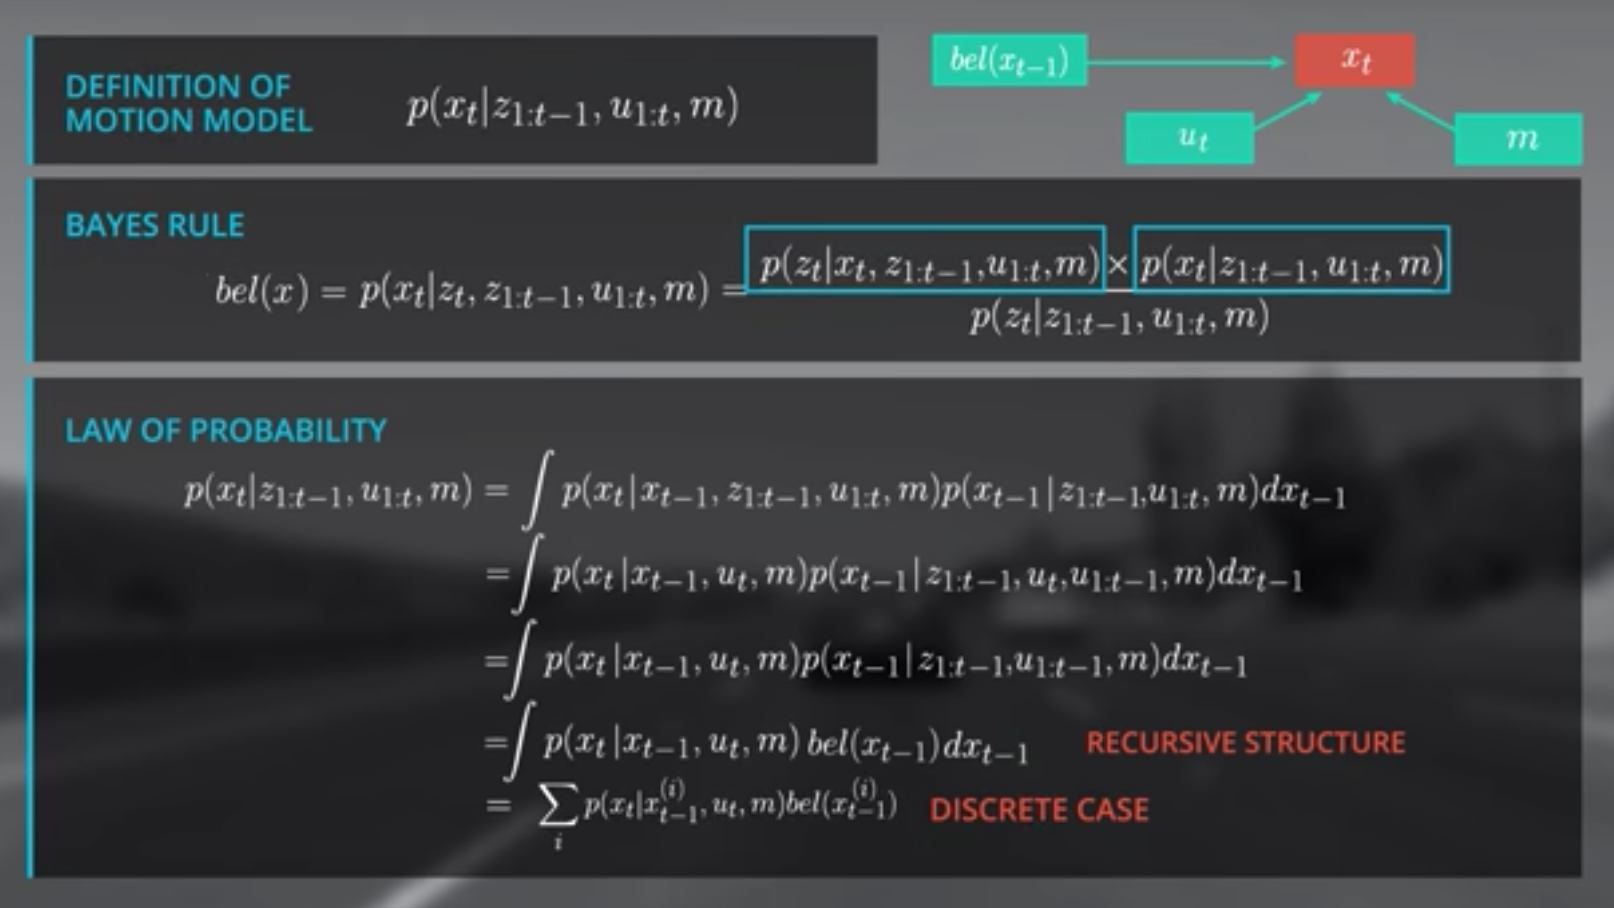 DEFINITION OF
MOTION MODEL
p(x_t|z_{1:t−1}, u_{1:t}, m)
bel(x_{t−1})
x_t
u_t
m
BAYES RULE
bel(x) = p(x_t|z_t, z_{1:t−1}, u_{1:t}, m) = \frac{p(z_t|x_t, z_{1:t−1}, u_{1:t}, m) × p(x_t|z_{1:t−1}, u_{1:t}, m)}{p(z_t|z_{1:t−1}, u_{1:t}, m)}
LAW OF PROBABILITY
p(x_t|z_{1:t−1}, u_{1:t}, m) = ∫ p(x_t|x_{t−1}, z_{1:t−1}, u_{1:t}, m)p(x_{t−1}|z_{1:t−1}, u_{1:t}, m)dx_{t−1}
= ∫ p(x_t|x_{t−1}, u_t, m)p(x_{t−1}|z_{1:t−1}, u_t, u_{1:t−1}, m)dx_{t−1}
= ∫ p(x_t|x_{t−1}, u_t, m)p(x_{t−1}|z_{1:t−1}, u_{1:t−1}, m)dx_{t−1}
= ∫ p(x_t|x_{t−1}, u_t, m) bel(x_{t−1})dx_{t−1} RECURSIVE STRUCTURE
= ∑_i p(x_t|x_{t−1}^{(i)}, u_t, m)bel(x_{t−1}^{(i)}) DISCRETE CASE